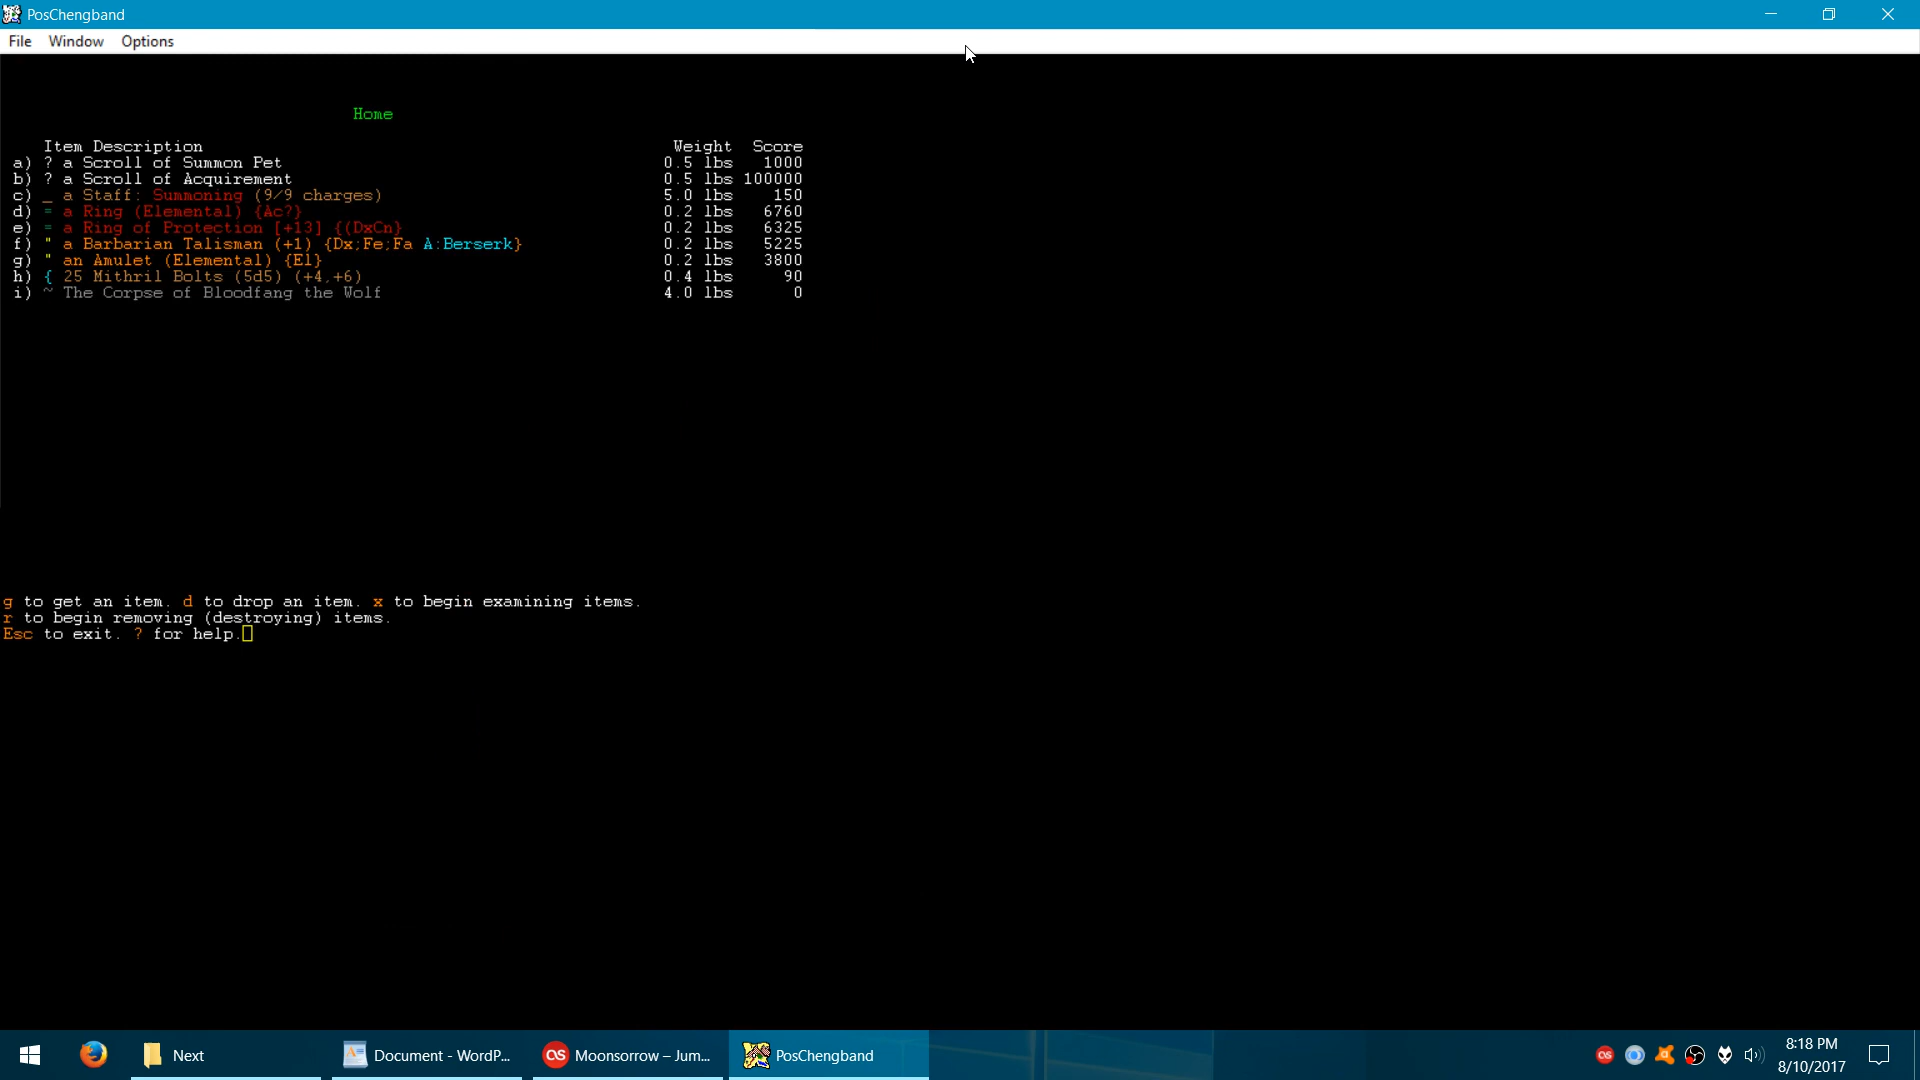 PosChengband
File Window Options
Home
Item Description Weight Score
a) ? a Scroll of Summon Pet 0.5 lbs 1000
b) ? a Scroll of Acquirement 0.5 lbs 100000
c) _ a Staff: Summoning (9/9 charges) 5.0 lbs 150
d) = a Ring (Elemental) {Ac?} 0.2 lbs 6760
e) = a Ring of Protection [+13] {(DxCn} 0.2 lbs 6325
f) " a Barbarian Talisman (+1) {Dx;Fe;Fa A:Berserk} 0.2 lbs 5225
g) " an Amulet (Elemental) {El} 0.2 lbs 3800
h) { 25 Mithril Bolts (5d5) (+4,+6) 0.4 lbs 90
i) ~ The Corpse of Bloodfang the Wolf 4.0 lbs 0
g to get an item. d to drop an item. x to begin examining items.
r to begin removing (destroying) items.
Esc to exit. ? for help.
Next
Document - WordP...
Moonsorrow – Jum...
PosChengband
8:18 PM
8/10/2017